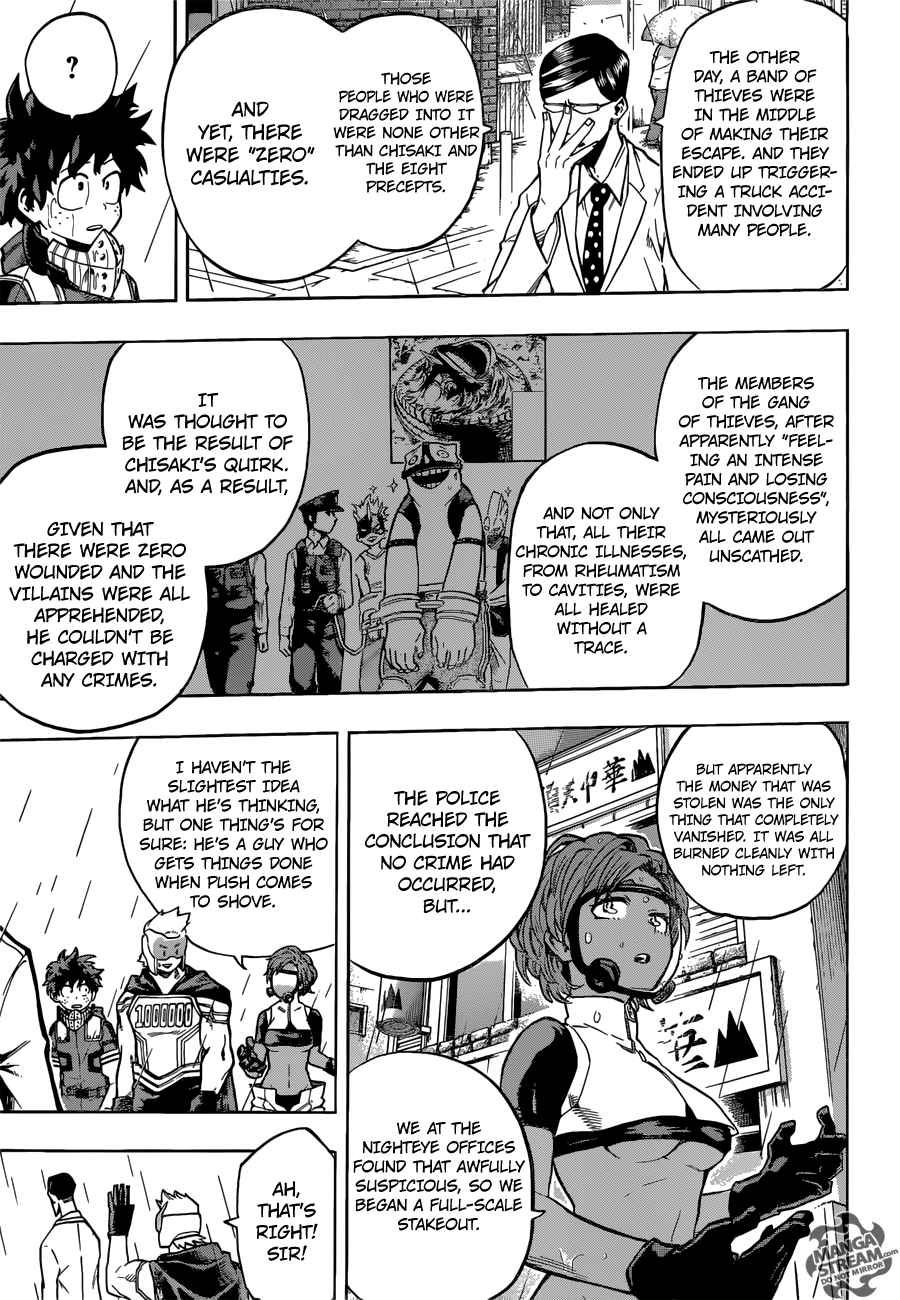 THE OTHER
DAY, A BAND OF
THIEVES WERE
IN THE MIDDLE
OF MAKING THEIR
ESCAPE. AND THEY
ENDED UP TRIGGER-
ING A TRUCK ACCI-
DENT INVOLVING
MANY PEOPLE.
THOSE
PEOPLE WHO WERE
DRAGGED INTO IT
WERE NONE OTHER
THAN CHISAKI AND
THE EIGHT
PRECEPTS.
AND
YET, THERE
WERE "ZERO"
CASUALTIES.
?
THE MEMBERS
OF THE GANG
OF THIEVES, AFTER
APPARENTLY "FEEL-
ING AN INTENSE
PAIN AND LOSING
CONSCIOUSNESS",
MYSTERIOUSLY
ALL CAME OUT
UNSCATHED.
AND NOT ONLY
THAT, ALL THEIR
CHRONIC ILLNESSES,
FROM RHEUMATISM
TO CAVITIES, WERE
ALL HEALED
WITHOUT A
TRACE.
IT
WAS THOUGHT TO
BE THE RESULT OF
CHISAKI'S QUIRK.
AND, AS A RESULT,
GIVEN THAT
THERE WERE ZERO
WOUNDED AND THE
VILLAINS WERE ALL
APPREHENDED,
HE COULDN'T BE
CHARGED WITH
ANY CRIMES.
BUT APPARENTLY
THE MONEY THAT WAS
STOLEN WAS THE ONLY
THING THAT COMPLETELY
VANISHED. IT WAS ALL
BURNED CLEANLY WITH
NOTHING LEFT.
THE POLICE
REACHED THE
CONCLUSION THAT
NO CRIME HAD
OCCURRED,
BUT...
WE AT THE
NIGHTEYE OFFICES
FOUND THAT AWFULLY
SUSPICIOUS, SO WE
BEGAN A FULL-SCALE
STAKEOUT.
I HAVEN'T THE
SLIGHTEST IDEA
WHAT HE'S THINKING,
BUT ONE THING'S FOR
SURE: HE'S A GUY WHO
GETS THINGS DONE
WHEN PUSH COMES
TO SHOVE.
1000000
AH,
THAT'S
RIGHT!
SIR!
MANGA
STREAM.com
DO NOT MIRROR